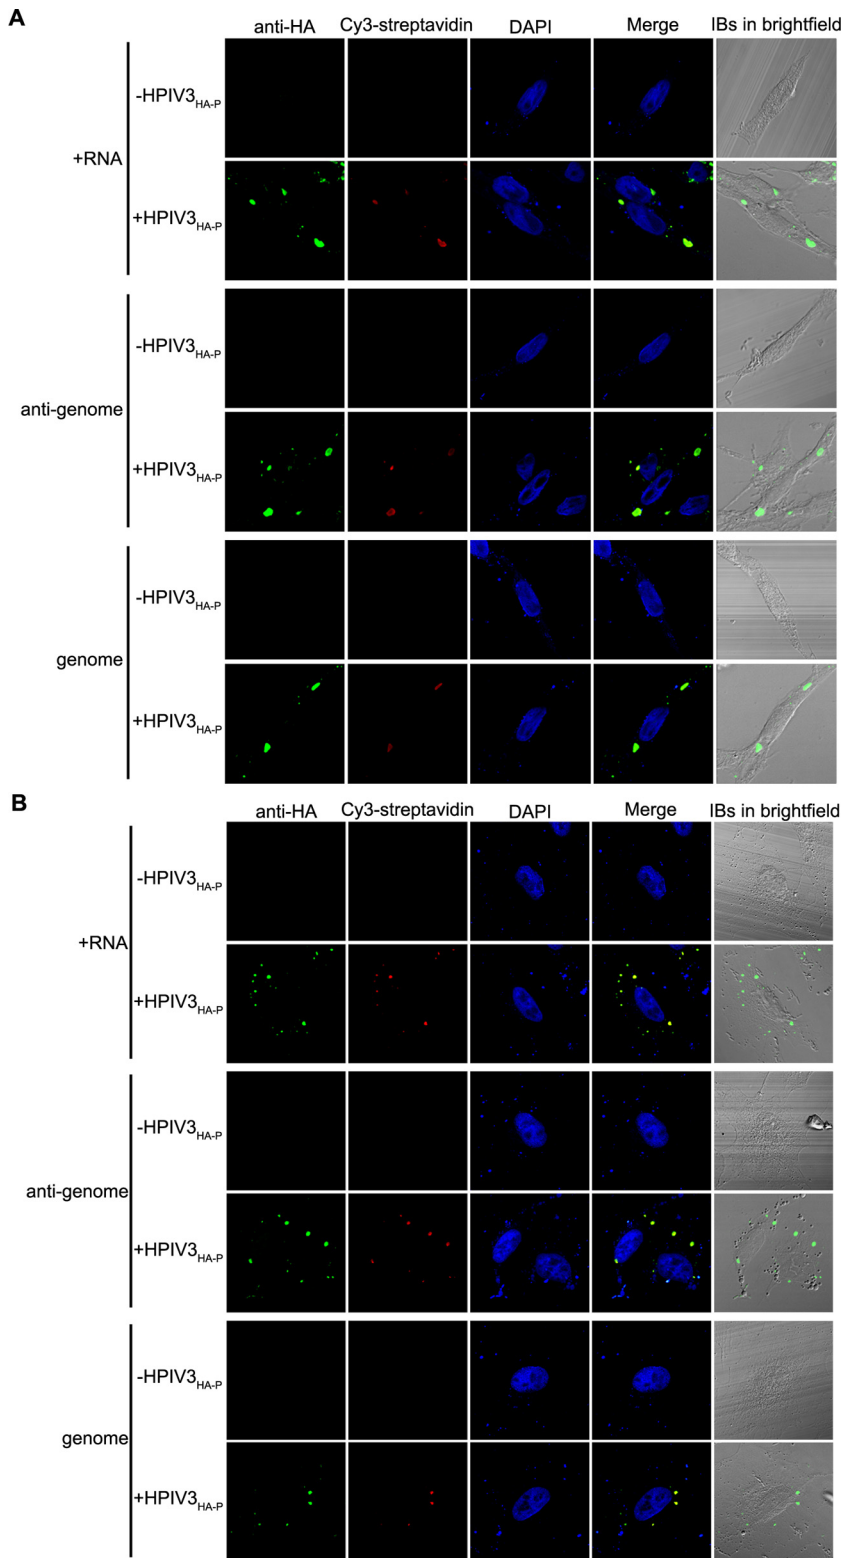 A
anti-HA Cy3-streptavidin DAPI Merge IBs in brightfield
+RNA
-HPIV3HA-P
+HPIV3HA-P
anti-genome
-HPIV3HA-P
+HPIV3HA-P
genome
-HPIV3HA-P
+HPIV3HA-P
B
anti-HA Cy3-streptavidin DAPI Merge IBs in brightfield
+RNA
-HPIV3HA-P
+HPIV3HA-P
anti-genome
-HPIV3HA-P
+HPIV3HA-P
genome
-HPIV3HA-P
+HPIV3HA-P